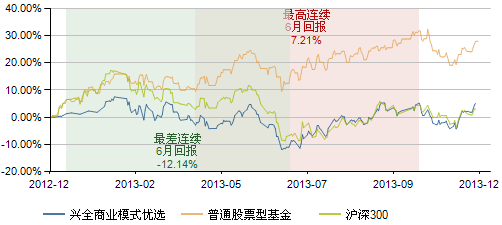 40.00%
30.00%
20.00%
10.00%
0.00%
-10.00%
-20.00%
最高连续
6月回报
7.21%
最差连续
6月回报
-12.14%
2012-12
2013-02
2013-05
2013-07
2013-10
2013-12
兴全商业模式优选
普通股票型基金
沪深300